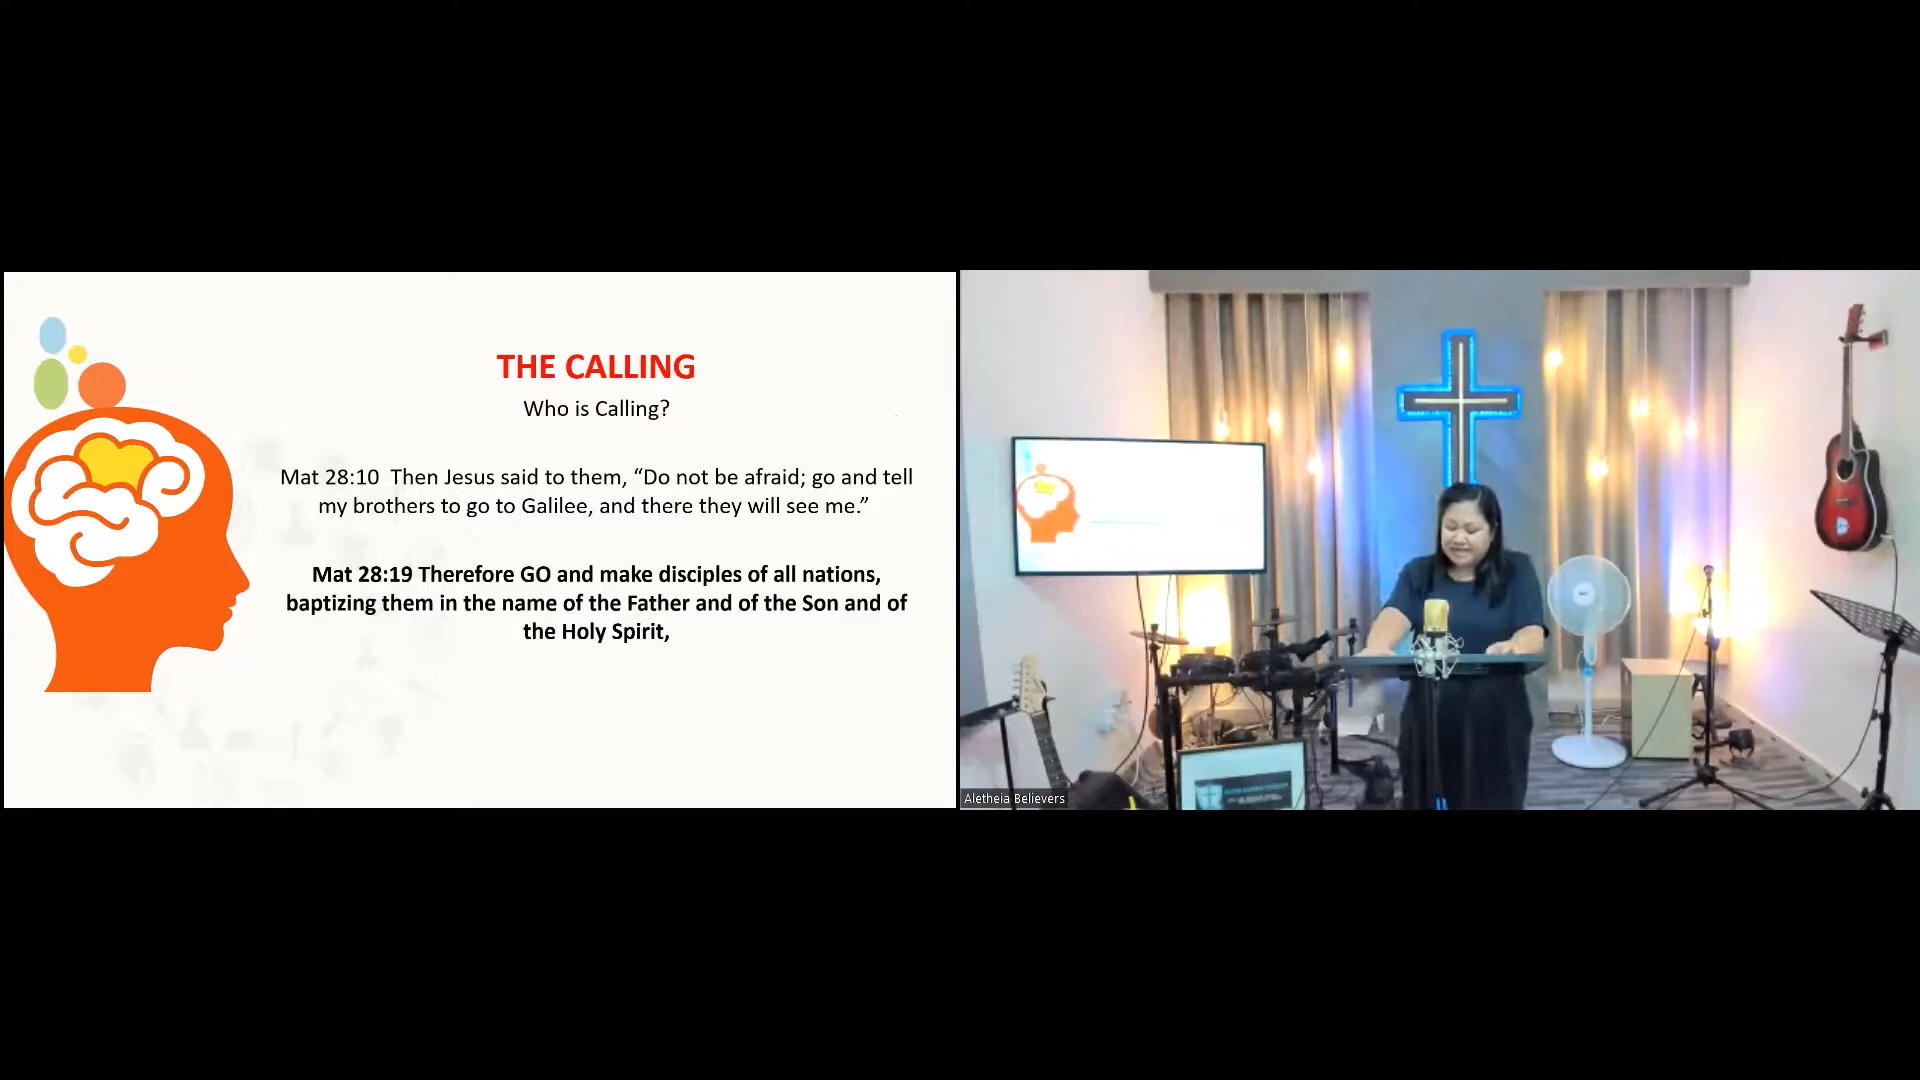 THE CALLING
Who is Calling?
Mat 28:10  Then Jesus said to them, “Do not be afraid; go and tell
my brothers to go to Galilee, and there they will see me.”
Mat 28:19 Therefore GO and make disciples of all nations,
baptizing them in the name of the Father and of the Son and of
the Holy Spirit,
Aletheia Believers